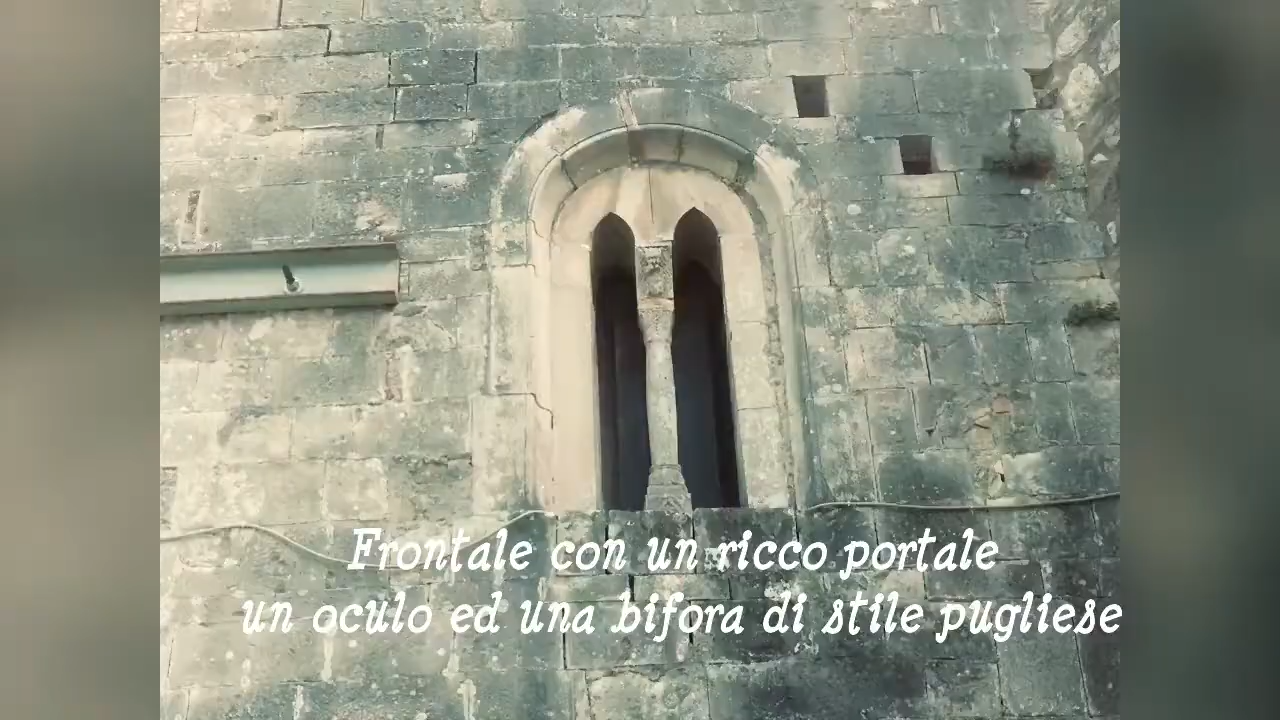 Frontale con un ricco portale
un oculo ed una bifora di stile pugliese